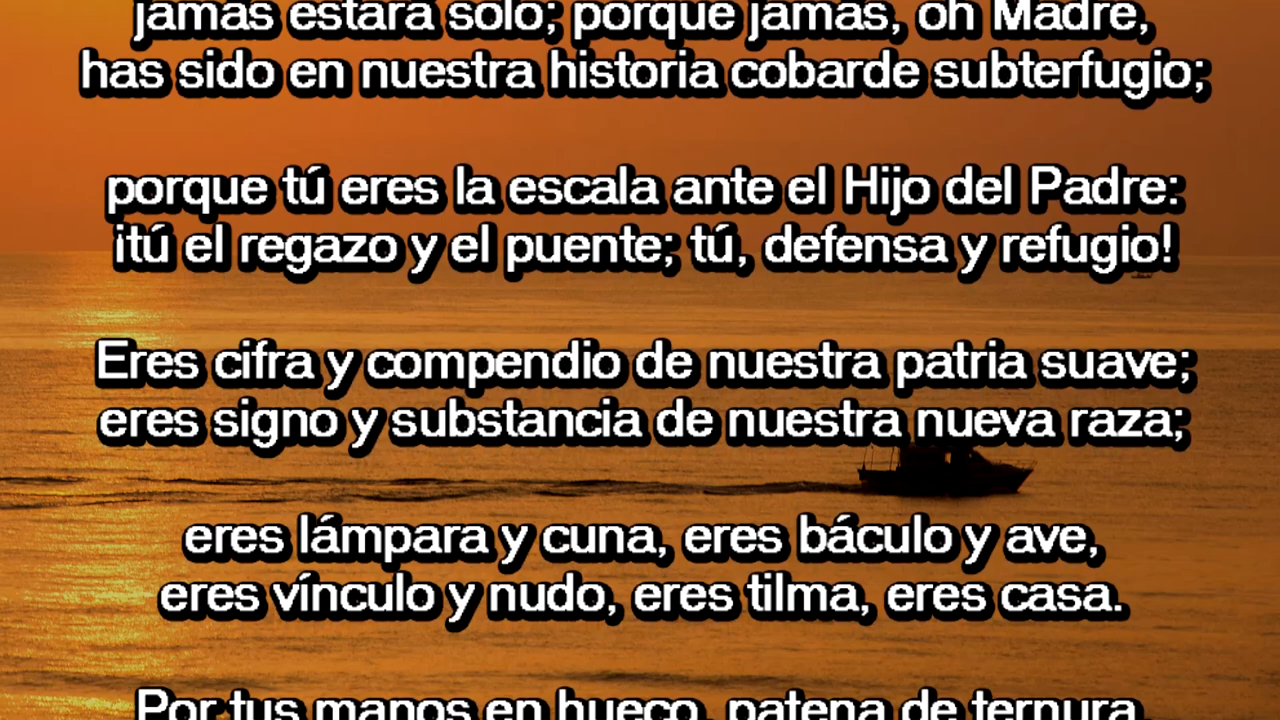 jamás estará solo; porque jamás, oh Madre,
has sido en nuestra historia cobarde subterfugio;
porque tú eres la escala ante el Hijo del Padre:
¡tú el regazo y el puente; tú, defensa y refugio!
Eres cifra y compendio de nuestra patria suave;
eres signo y substancia de nuestra nueva raza;
eres lámpara y cuna, eres báculo y ave,
eres vínculo y nudo, eres tilma, eres casa.
Por tus manos en hueco, patena de ternura